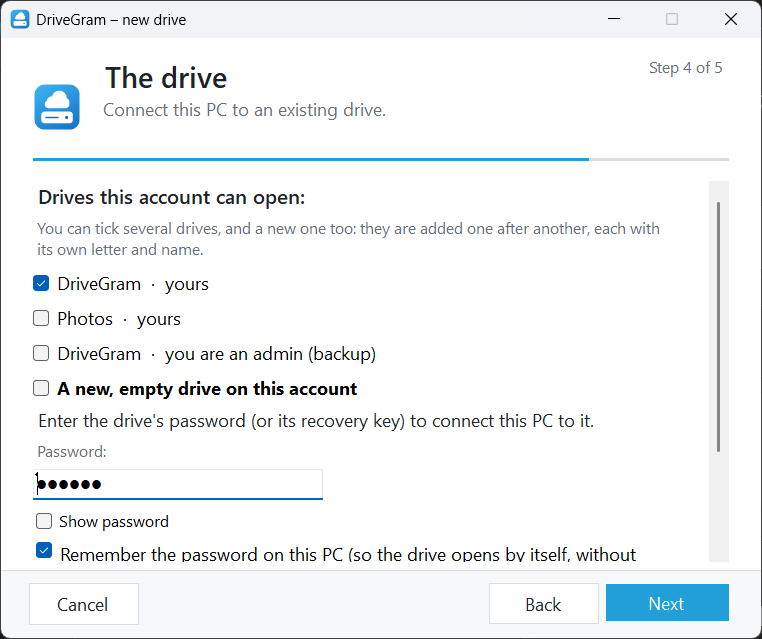 DriveGram – new drive
The drive
Step 4 of 5
Connect this PC to an existing drive.
Drives this account can open:
You can tick several drives, and a new one too: they are added one after another, each with
its own letter and name.
DriveGram · yours
Photos · yours
DriveGram · you are an admin (backup)
A new, empty drive on this account
Enter the drive's password (or its recovery key) to connect this PC to it.
Password:
●●●●●●
Show password
Remember the password on this PC (so the drive opens by itself, without
Cancel
Back
Next